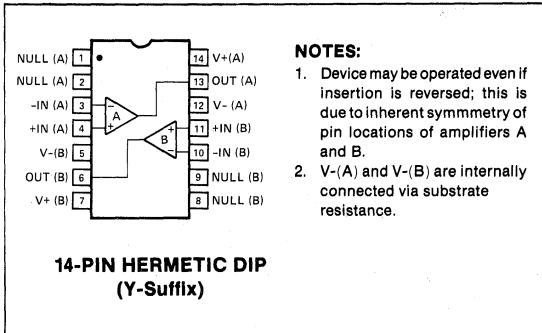 NULL (A) 1
NULL (A) 2
-IN (A) 3
+IN (A) 4
V-(B) 5
OUT (B) 6
V+ (B) 7
14 V+(A)
13 OUT (A)
12 V- (A)
11 +IN (B)
10 -IN (B)
9 NULL (B)
8 NULL (B)
- A +
+ B -
14-PIN HERMETIC DIP
(Y-Suffix)
NOTES:
1. Device may be operated even if
insertion is reversed; this is
due to inherent symmmetry of
pin locations of amplifiers A
and B.
2. V-(A) and V-(B) are internally
connected via substrate
resistance.